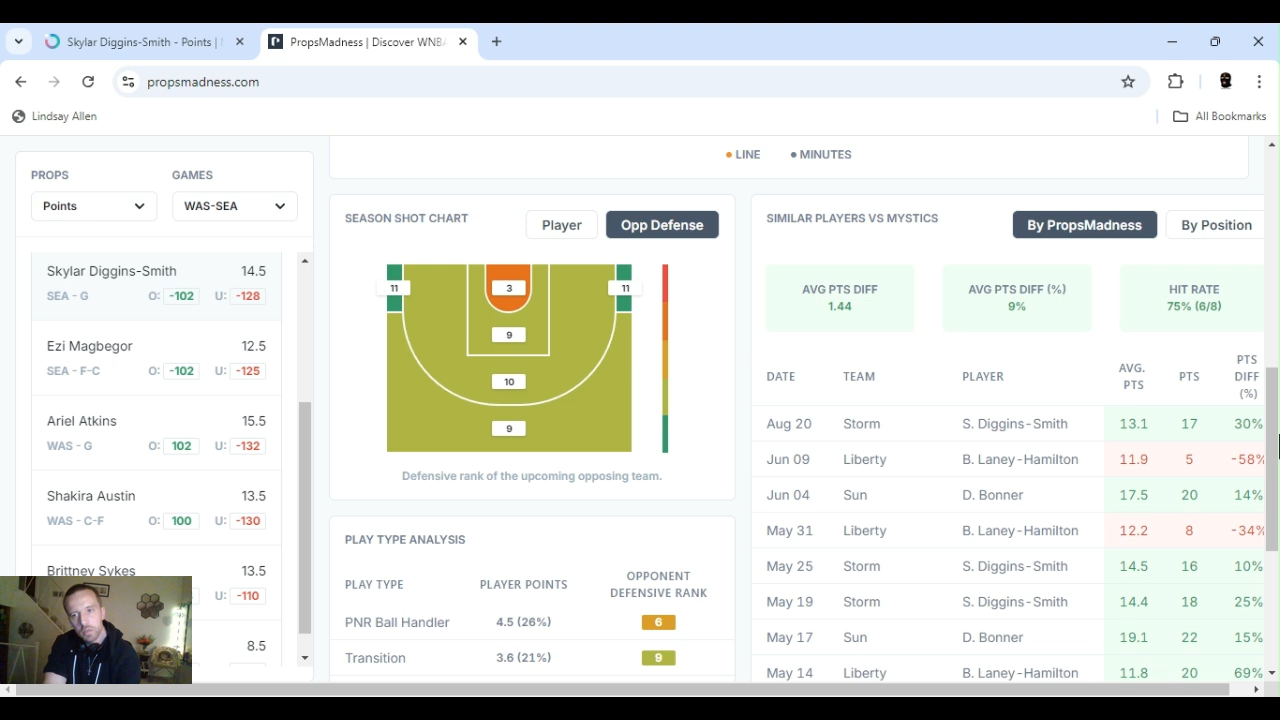 Skylar Diggins-Smith - Points |
PropsMadness | Discover WNB
propsmadness.com
Lindsay Allen
All Bookmarks
PROPS
GAMES
Points
WAS-SEA
Skylar Diggins-Smith 14.5
SEA - G O: -102 U: -128
Ezi Magbegor 12.5
SEA - F-C O: -102 U: -125
Ariel Atkins 15.5
WAS - G O: 102 U: -132
Shakira Austin 13.5
WAS - C-F O: 100 U: -130
Brittney Sykes 13.5
U: -110
8.5
LINE MINUTES
SEASON SHOT CHART
Player
Opp Defense
11 3 11
9
10
9
Defensive rank of the upcoming opposing team.
PLAY TYPE ANALYSIS
PLAY TYPE PLAYER POINTS OPPONENT
DEFENSIVE RANK
PNR Ball Handler 4.5 (26%) 6
Transition 3.6 (21%) 9
SIMILAR PLAYERS VS MYSTICS
By PropsMadness
By Position
AVG PTS DIFF
1.44
AVG PTS DIFF (%)
9%
HIT RATE
75% (6/8)
DATE TEAM PLAYER AVG.
PTS PTS PTS
DIFF
(%)
Aug 20 Storm S. Diggins-Smith 13.1 17 30%
Jun 09 Liberty B. Laney-Hamilton 11.9 5 -58%
Jun 04 Sun D. Bonner 17.5 20 14%
May 31 Liberty B. Laney-Hamilton 12.2 8 -34%
May 25 Storm S. Diggins-Smith 14.5 16 10%
May 19 Storm S. Diggins-Smith 14.4 18 25%
May 17 Sun D. Bonner 19.1 22 15%
May 14 Liberty B. Laney-Hamilton 11.8 20 69%